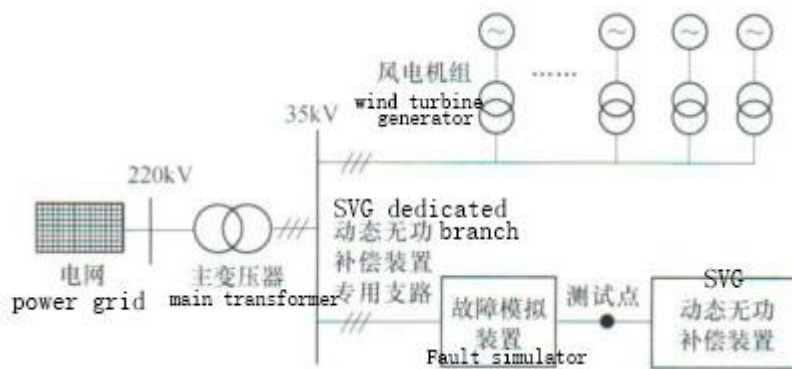 风电机组
wind turbine
generator
……
35kV
220kV
电网
power grid
主变压器
main transformer
SVG dedicated
动态无功 branch
补偿装置
专用支路
故障模拟
装置
Fault simulator
测试点
SVG
动态无功
补偿装置